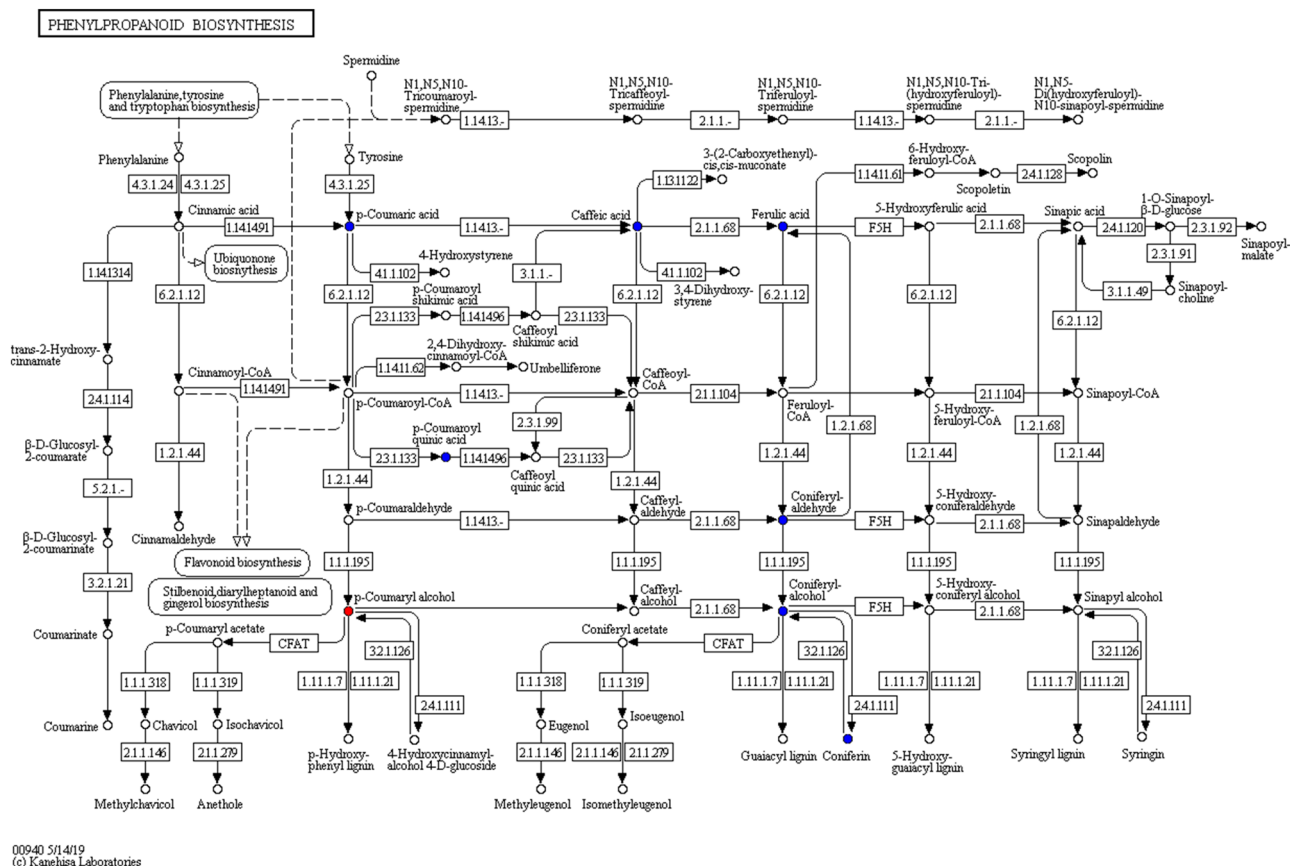 PHENYLPROPANOID BIOSYNTHESIS
Phenylalanine, tyrosine
and tryptophan biosynthesis
Spermidine
N1,N5,N10-
Tricoumaroyl-
spermidine
1.14.13.-
N1,N5,N10-
Tricaffeoyl-
spermidine
2.1.1.-
N1,N5,N10-
Triferuloyl-
spermidine
1.14.13.-
N1,N5,N10-Tri-
(hydroxyferuloyl)-
spermidine
2.1.1.-
N1,N5-
Di(hydroxyferuloyl)-
N10-sinapoyl-spermidine
Phenylalanine
4.3.1.24
4.3.1.25
Tyrosine
4.3.1.25
3-(2-Carboxyethenyl)-
cis,cis-muconate
1.13.1122
6-Hydroxy-
feruloyl-CoA
1.14.11.61
Scopoletin
2.4.1.128
Scopolin
Cinnamic acid
1.14.1491
p-Coumaric acid
1.14.13.-
Caffeic acid
2.1.1.68
Ferulic acid
F5H
5-Hydroxyferulic acid
2.1.1.68
Sinapic acid
2.4.1.120
1-O-Sinapoyl-
β-D-glucose
2.3.1.92
Sinapoyl-
malate
2.3.1.91
3.1.1.49
Sinapoyl-
choline
Ubiquonone
biosnythesis
1.14.1314
6.2.1.12
6.2.1.12
4.1.1.102
4-Hydroxystyrene
3.1.1.-
6.2.1.12
4.1.1.102
3,4-Dihydroxy-
styrene
6.2.1.12
6.2.1.12
6.2.1.12
p-Coumaroyl
shikimic acid
2.3.1.133
1.14.14.96
Caffeoyl
shikimic acid
2.3.1.133
trans-2-Hydroxy-
cinnamate
2,4-Dihydroxy-
cinnamoyl-CoA
1.14.11.62
Umbelliferone
Cinnamoyl-CoA
1.14.1491
p-Coumaroyl-CoA
1.14.13.-
Caffeoyl-
CoA
2.1.1.104
Feruloyl-
CoA
5-Hydroxy-
feruloyl-CoA
2.1.1.104
Sinapoyl-CoA
2.4.1.114
2.3.1.99
1.2.1.68
1.2.1.68
β-D-Glucosyl-
2-coumarate
1.2.1.44
p-Coumaroyl
quinic acid
2.3.1.133
1.14.14.96
Caffeoyl
quinic acid
2.3.1.133
1.2.1.44
1.2.1.44
1.2.1.44
1.2.1.44
1.2.1.44
5.2.1.-
p-Coumaraldehyde
1.14.13.-
Caffeyl-
aldehyde
2.1.1.68
Coniferyl-
aldehyde
F5H
5-Hydroxy-
coniferaldehyde
2.1.1.68
Sinapaldehyde
Cinnamaldehyde
β-D-Glucosyl-
2-coumarinate
Flavonoid biosynthesis
1.1.1.195
1.1.1.195
1.1.1.195
1.1.1.195
1.1.1.195
3.2.1.21
Stilbenoid, diarylheptanoid and
gingerol biosynthesis
p-Coumaryl alcohol
Caffeyl-
alcohol
2.1.1.68
Coniferyl-
alcohol
F5H
5-Hydroxy-
coniferyl alcohol
2.1.1.68
Sinapyl alcohol
Coumarinate
p-Coumaryl acetate
CFAT
Coniferyl acetate
CFAT
3.2.1.126
3.2.1.126
3.2.1.126
1.1.1.318
1.1.1.319
1.11.1.7
1.11.1.21
2.4.1.111
1.1.1.318
1.1.1.319
1.11.1.7
1.11.1.21
2.4.1.111
1.11.1.7
1.11.1.21
1.11.1.7
1.11.1.21
2.4.1.111
Coumarine
Chavicol
Isochavicol
Eugenol
Isoeugenol
2.1.1.146
2.1.1.279
p-Hydroxy-
phenyl lignin
4-Hydroxycinnamyl-
alcohol 4-D-glucoside
2.1.1.146
2.1.1.146
2.1.1.279
Guaiacyl lignin
Coniferin
5-Hydroxy-
guaiacyl lignin
Syringyl lignin
Syringin
Methylchavicol
Anethole
Methyleugenol
Isomethyleugenol
00940 5/14/19
(c) Kanehisa Laboratories